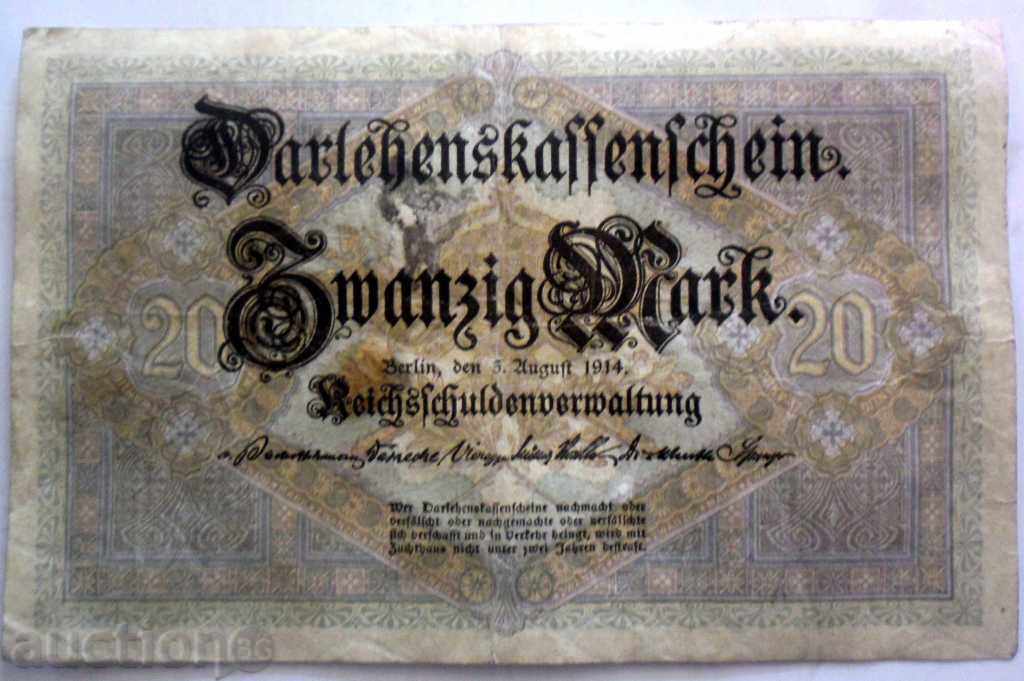 Darlehenskassenschein.
Zwanzig Mark.
20 20
Berlin, den 5. August 1914.
Reichsschuldenverwaltung
Wer Darlehenskassenscheine nachmacht oder
verfälscht oder nachgemachte oder verfälschte
sich verschafft und in Verkehr bringt, wird mit
Zuchthaus nicht unter zwei Jahren bestraft.
auction.BG